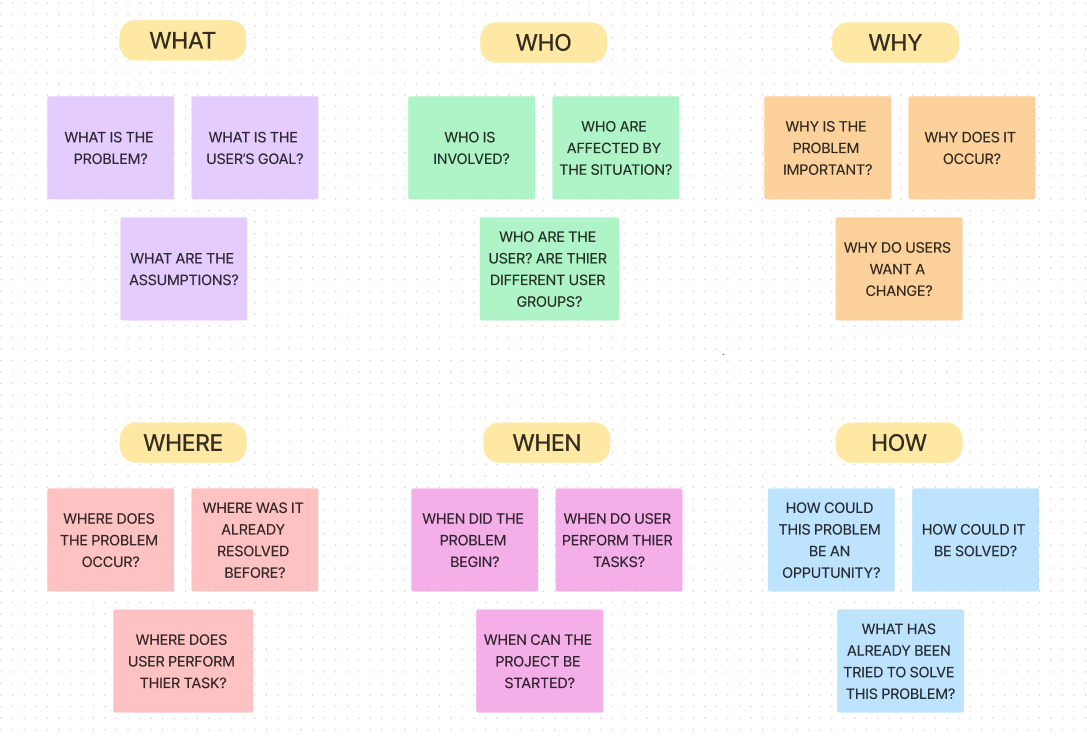 WHAT
WHAT IS THE
PROBLEM?
WHAT IS THE
USER'S GOAL?
WHAT ARE THE
ASSUMPTIONS?
WHO
WHO IS
INVOLVED?
WHO ARE
AFFECTED BY
THE SITUATION?
WHO ARE THE
USER? ARE THIER
DIFFERENT USER
GROUPS?
WHY
WHY IS THE
PROBLEM
IMPORTANT?
WHY DOES IT
OCCUR?
WHY DO USERS
WANT A
CHANGE?
WHERE
WHERE DOES
THE PROBLEM
OCCUR?
WHERE WAS IT
ALREADY
RESOLVED
BEFORE?
WHERE DOES
USER PERFORM
THIER TASK?
WHEN
WHEN DID THE
PROBLEM
BEGIN?
WHEN DO USER
PERFORM THIER
TASKS?
WHEN CAN THE
PROJECT BE
STARTED?
HOW
HOW COULD
THIS PROBLEM
BE AN
OPPUTUNITY?
HOW COULD IT
BE SOLVED?
WHAT HAS
ALREADY BEEN
TRIED TO SOLVE
THIS PROBLEM?